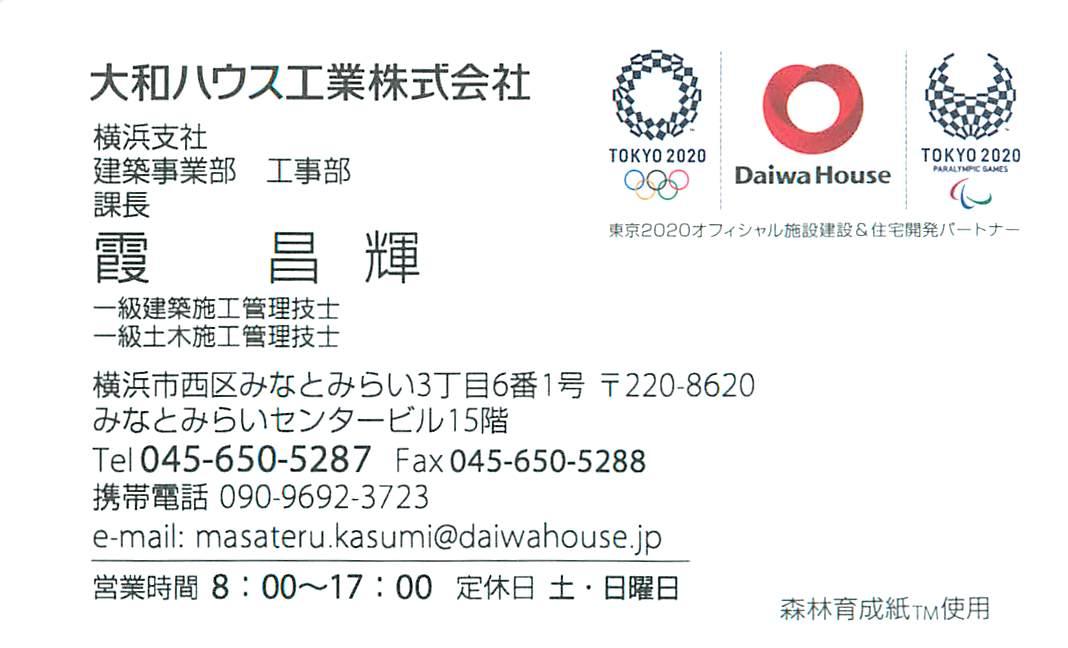 大和ハウス工業株式会社
横浜支社
建築事業部　工事部
課長
霞　昌　輝
一級建築施工管理技士
一級土木施工管理技士
横浜市西区みなとみらい3丁目6番1号 〒220-8620
みなとみらいセンタービル15階
Tel 045-650-5287 Fax 045-650-5288
携帯電話 090-9692-3723
e-mail: masateru.kasumi@daiwahouse.jp
営業時間 8：00〜17：00 定休日 土・日曜日
TOKYO 2020
DaiwaHouse
TOKYO 2020
PARALYMPIC GAMES
東京2020オフィシャル施設建設＆住宅開発パートナー
森林育成紙TM使用